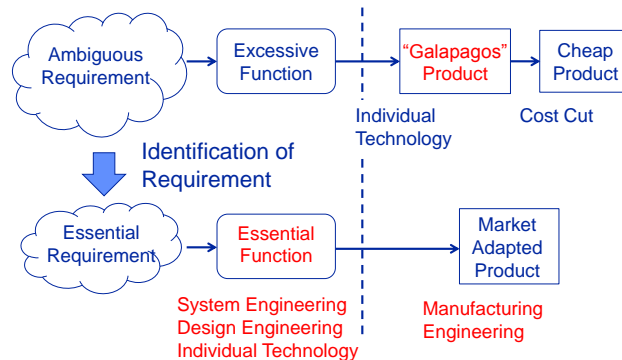 Ambiguous
Requirement
Excessive
Function
“Galapagos”
Product
Cheap
Product
Individual
Technology
Cost Cut
Identification of
Requirement
Essential
Requirement
Essential
Function
Market
Adapted
Product
System Engineering
Design Engineering
Individual Technology
Manufacturing
Engineering